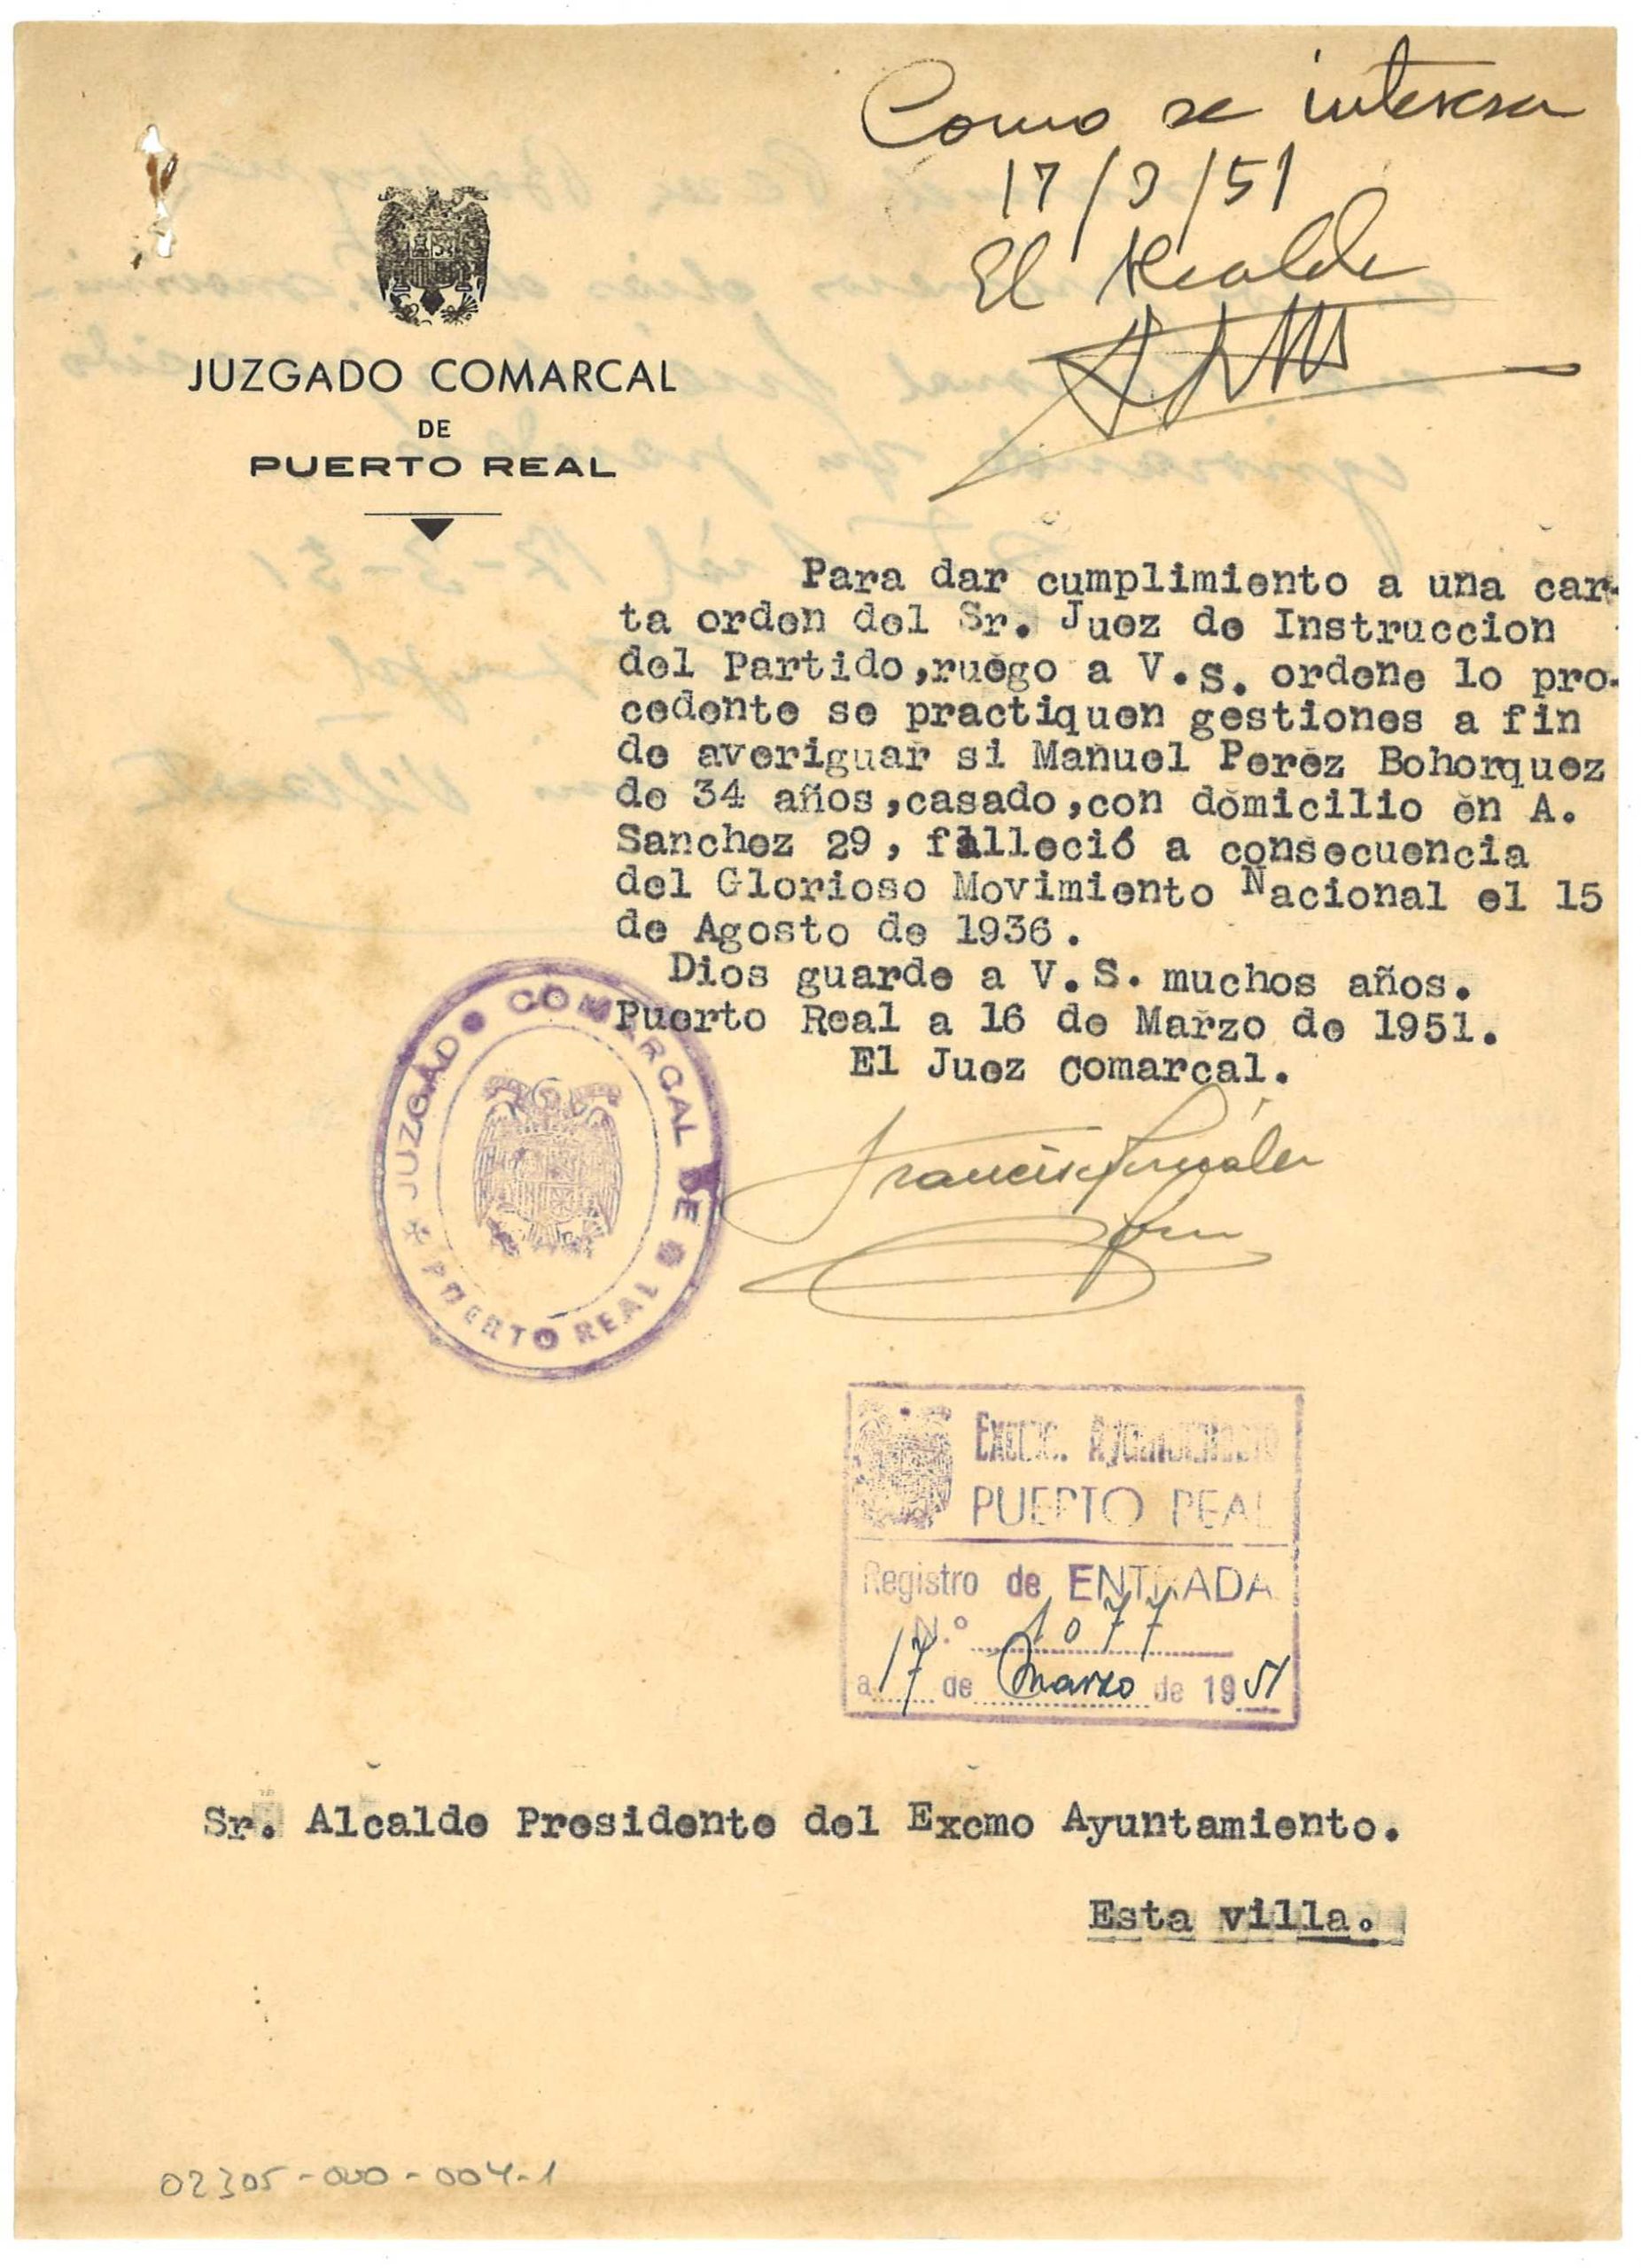 Como se interesa
17/3/51
El Alcalde
JUZGADO COMARCAL
DE
PUERTO REAL
Para dar cumplimiento a una car-
ta orden del Sr. Juez de Instruccion
del Partido,ruego a V.S. ordene lo pro-
cedente se practiquen gestiones a fin
de averiguar si Manuel Perez Bohorquez
de 34 años,casado,con domicilio en A.
Sanchez 29, falleció a consecuencia
del Glorioso Movimiento Nacional el 15
de Agosto de 1936.
Dios guarde a V.S. muchos años.
Puerto Real a 16 de Marzo de 1951.
El Juez Comarcal.
JUZGADO COMARCAL DE
PUERTO REAL
Excmo. Ayuntamiento
PUERTO REAL
Registro de ENTRADA
N.º 1077
a 17 de Marzo de 1951
Sr. Alcalde Presidente del Excmo Ayuntamiento.
Esta villa.
02305-000-004-1